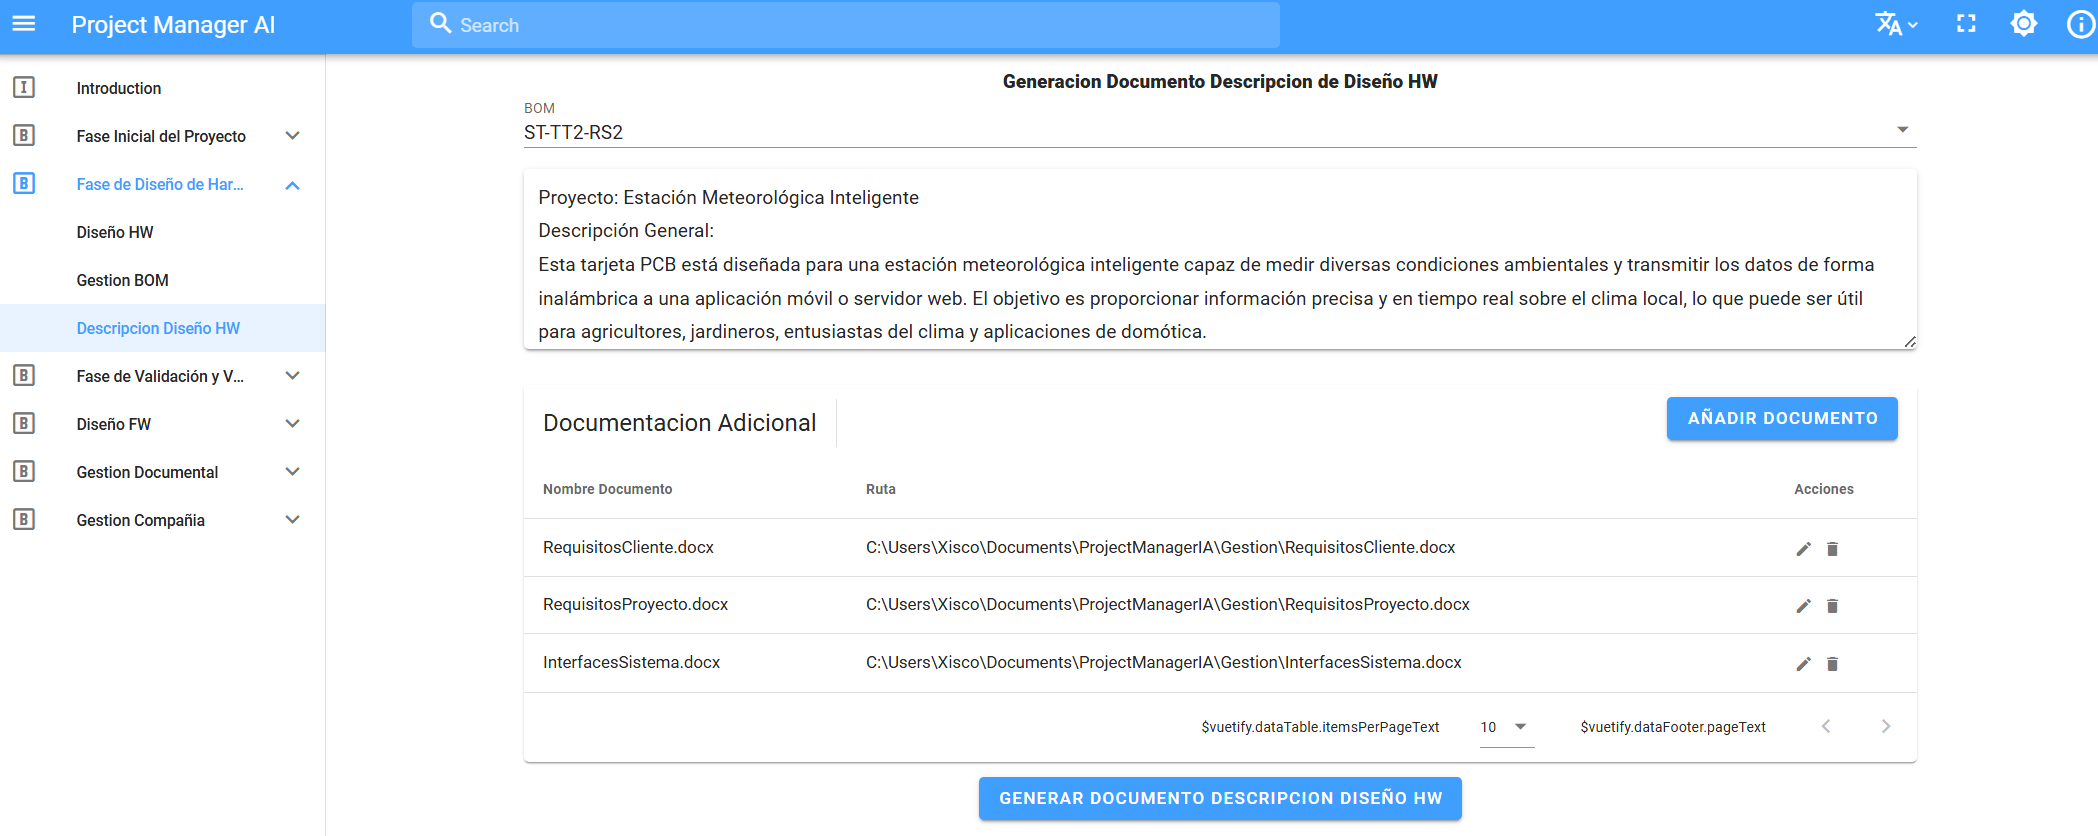 Project Manager AI
Search
Introduction
Fase Inicial del Proyecto
Fase de Diseño de Har...
Diseño HW
Gestion BOM
Descripcion Diseño HW
Fase de Validación y V...
Diseño FW
Gestion Documental
Gestion Compañia
Generacion Documento Descripcion de Diseño HW
BOM
ST-TT2-RS2
Proyecto: Estación Meteorológica Inteligente
Descripción General:
Esta tarjeta PCB está diseñada para una estación meteorológica inteligente capaz de medir diversas condiciones ambientales y transmitir los datos de forma
inalámbrica a una aplicación móvil o servidor web. El objetivo es proporcionar información precisa y en tiempo real sobre el clima local, lo que puede ser útil
para agricultores, jardineros, entusiastas del clima y aplicaciones de domótica.
Documentacion Adicional
AÑADIR DOCUMENTO
Nombre Documento Ruta Acciones
RequisitosCliente.docx C:\Users\Xisco\Documents\ProjectManagerIA\Gestion\RequisitosCliente.docx
RequisitosProyecto.docx C:\Users\Xisco\Documents\ProjectManagerIA\Gestion\RequisitosProyecto.docx
InterfacesSistema.docx C:\Users\Xisco\Documents\ProjectManagerIA\Gestion\InterfacesSistema.docx
$vuetify.dataTable.itemsPerPageText 10 $vuetify.dataFooter.pageText
GENERAR DOCUMENTO DESCRIPCION DISEÑO HW